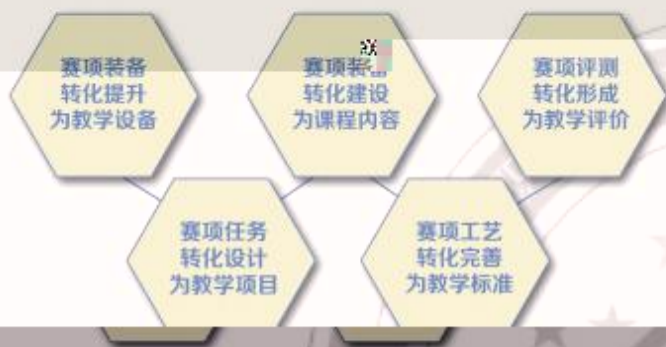 赛项装备
转化提升
为教学设备
赛项装
转化建设
为课程内容
赛项评测
转化形成
为教学评价
赛项任务
转化设计
为教学项目
赛项工艺
转化完善
为教学标准